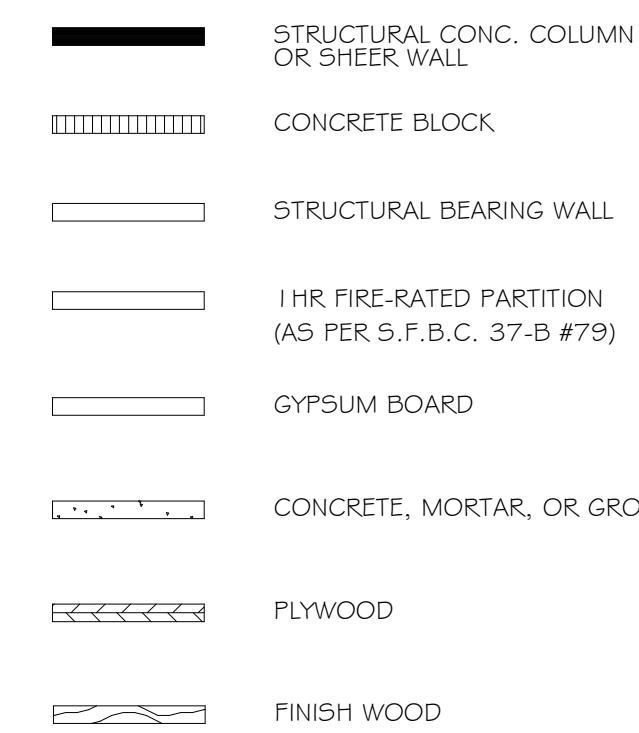 STRUCTURAL CONC. COLUMN
OR SHEER WALL
CONCRETE BLOCK
STRUCTURAL BEARING WALL
1 HR FIRE-RATED PARTITION
(AS PER S.F.B.C. 37-B #79)
GYPSUM BOARD
CONCRETE, MORTAR, OR
PLYWOOD
FINISH WOOD